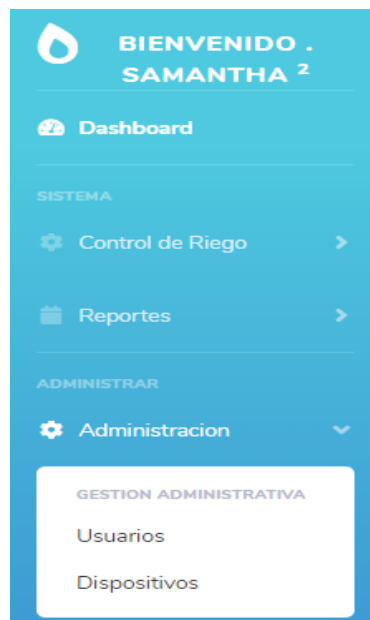 BIENVENIDO .
SAMANTHA ²
Dashboard
SISTEMA
Control de Riego
Reportes
ADMINISTRAR
Administracion
GESTION ADMINISTRATIVA
Usuarios
Dispositivos